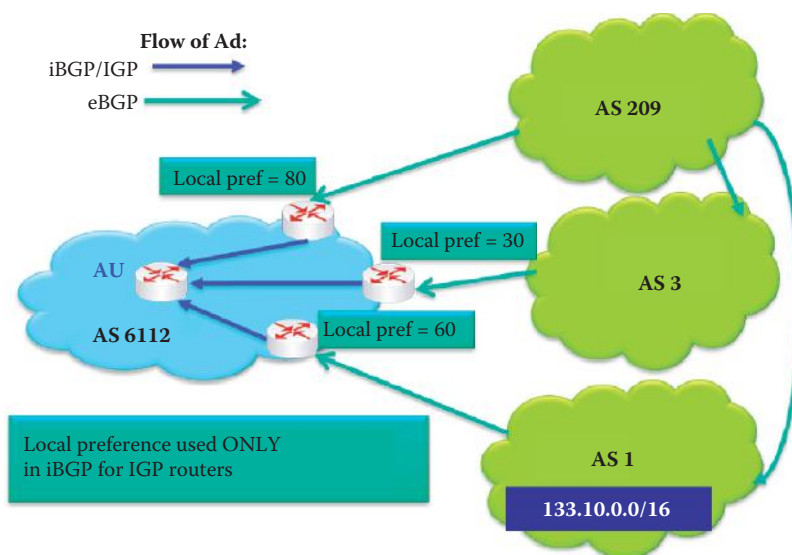 Flow of Ad:
iBGP/IGP
eBGP
AS 209
Local pref = 80
Local pref = 30
AU
AS 3
AS 6112
Local pref = 60
Local preference used ONLY
in iBGP for IGP routers
AS 1
133.10.0.0/16